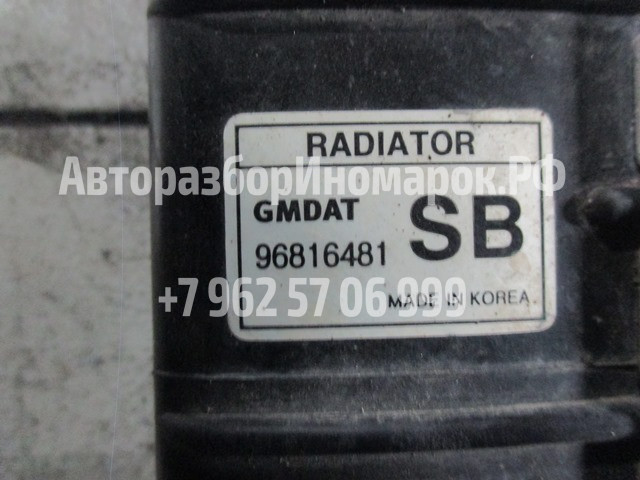 RADIATOR
АвторазборИномарок.РФ
GMDAT SB
96816481
+7 962 57 06 999
MADE IN KOREA